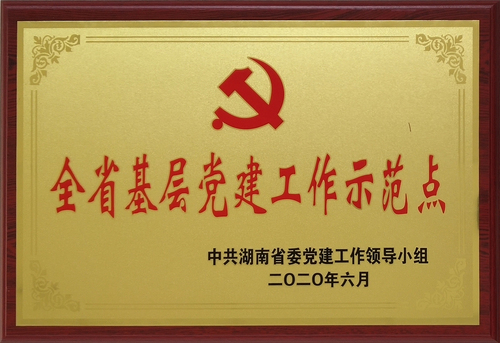 全省基层党建工作示范点
中共湖南省委党建工作领导小组
二〇二〇年六月